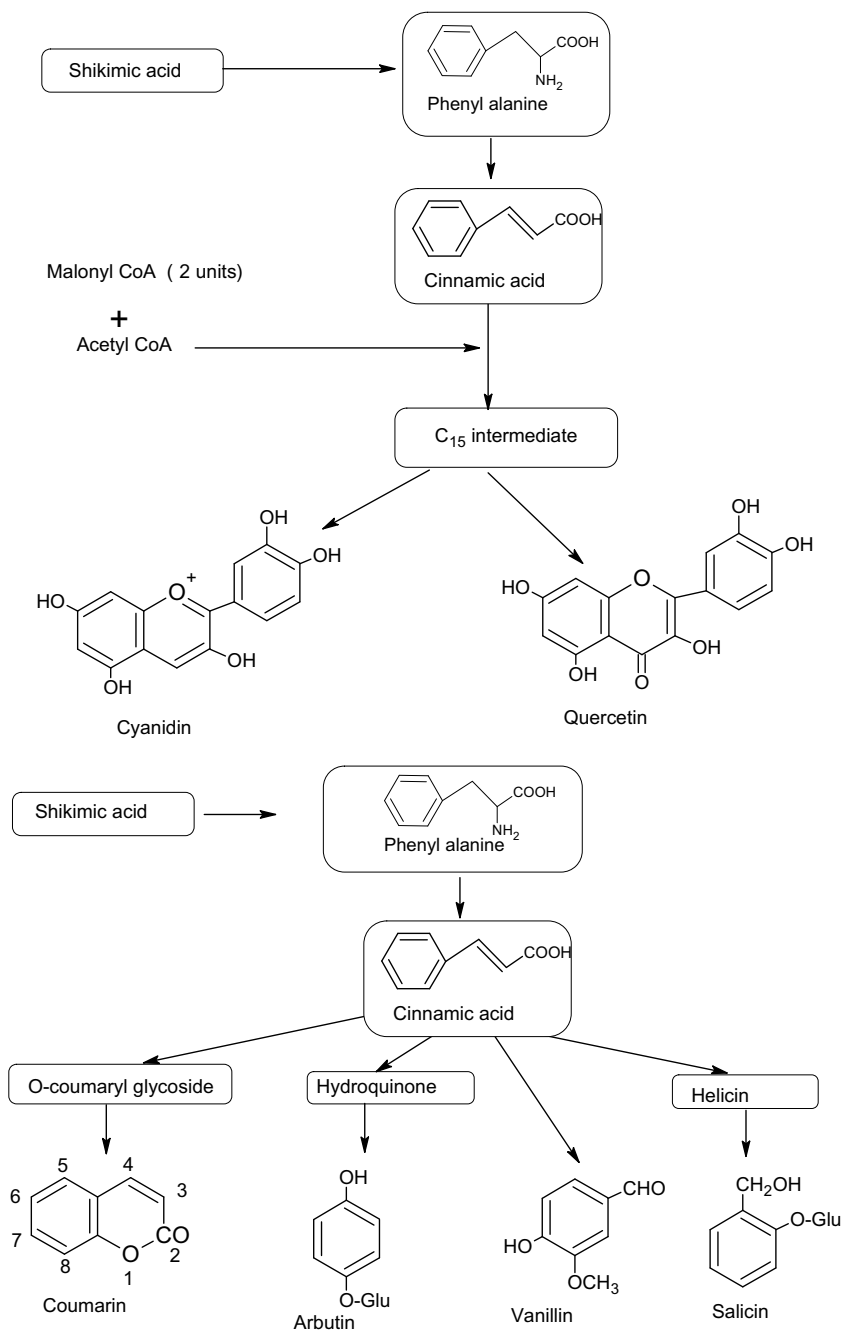 Shikimic acid
COOH
NH2
Phenyl alanine
COOH
Cinnamic acid
Malonyl CoA ( 2 units)
+
Acetyl CoA
C15 intermediate
OH
OH
O+
HO
OH
OH
Cyanidin
OH
OH
O
HO
OH
OH
O
Quercetin
Shikimic acid
COOH
NH2
Phenyl alanine
COOH
Cinnamic acid
O-coumaryl glycoside
Hydroquinone
Helicin
5 4
6 3
7 CO
8 O 2
1
Coumarin
OH
O-Glu
Arbutin
CHO
HO
OCH3
Vanillin
CH2OH
O-Glu
Salicin